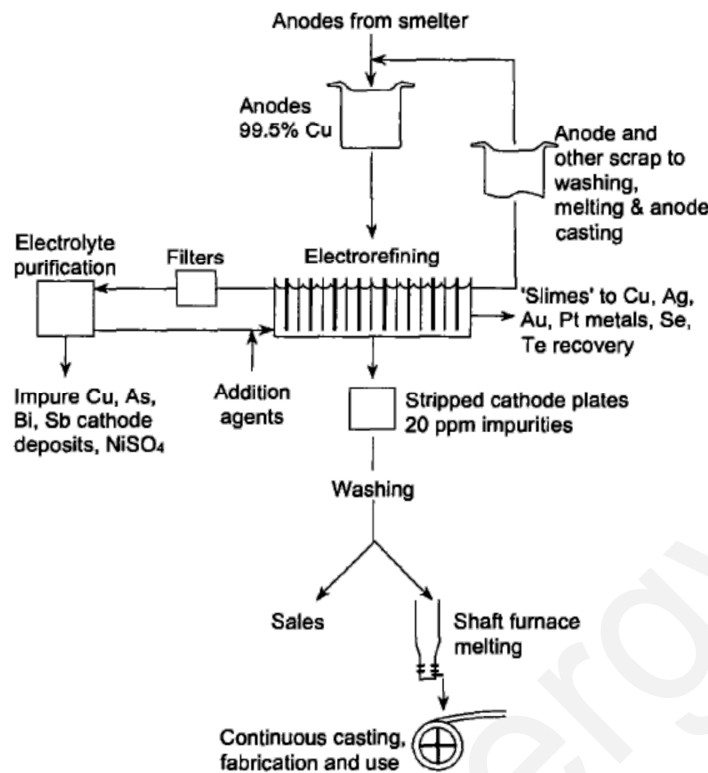 Anodes from smelter
Anodes
99.5% Cu
Anode and
other scrap to
washing,
melting & anode
casting
Electrolyte
purification
Filters
Electrorefining
'Slimes' to Cu, Ag,
Au, Pt metals, Se,
Te recovery
Impure Cu, As,
Bi, Sb cathode
deposits, NiSO₄
Addition
agents
Stripped cathode plates
20 ppm impurities
Washing
Sales
Shaft furnace
melting
Continuous casting,
fabrication and use